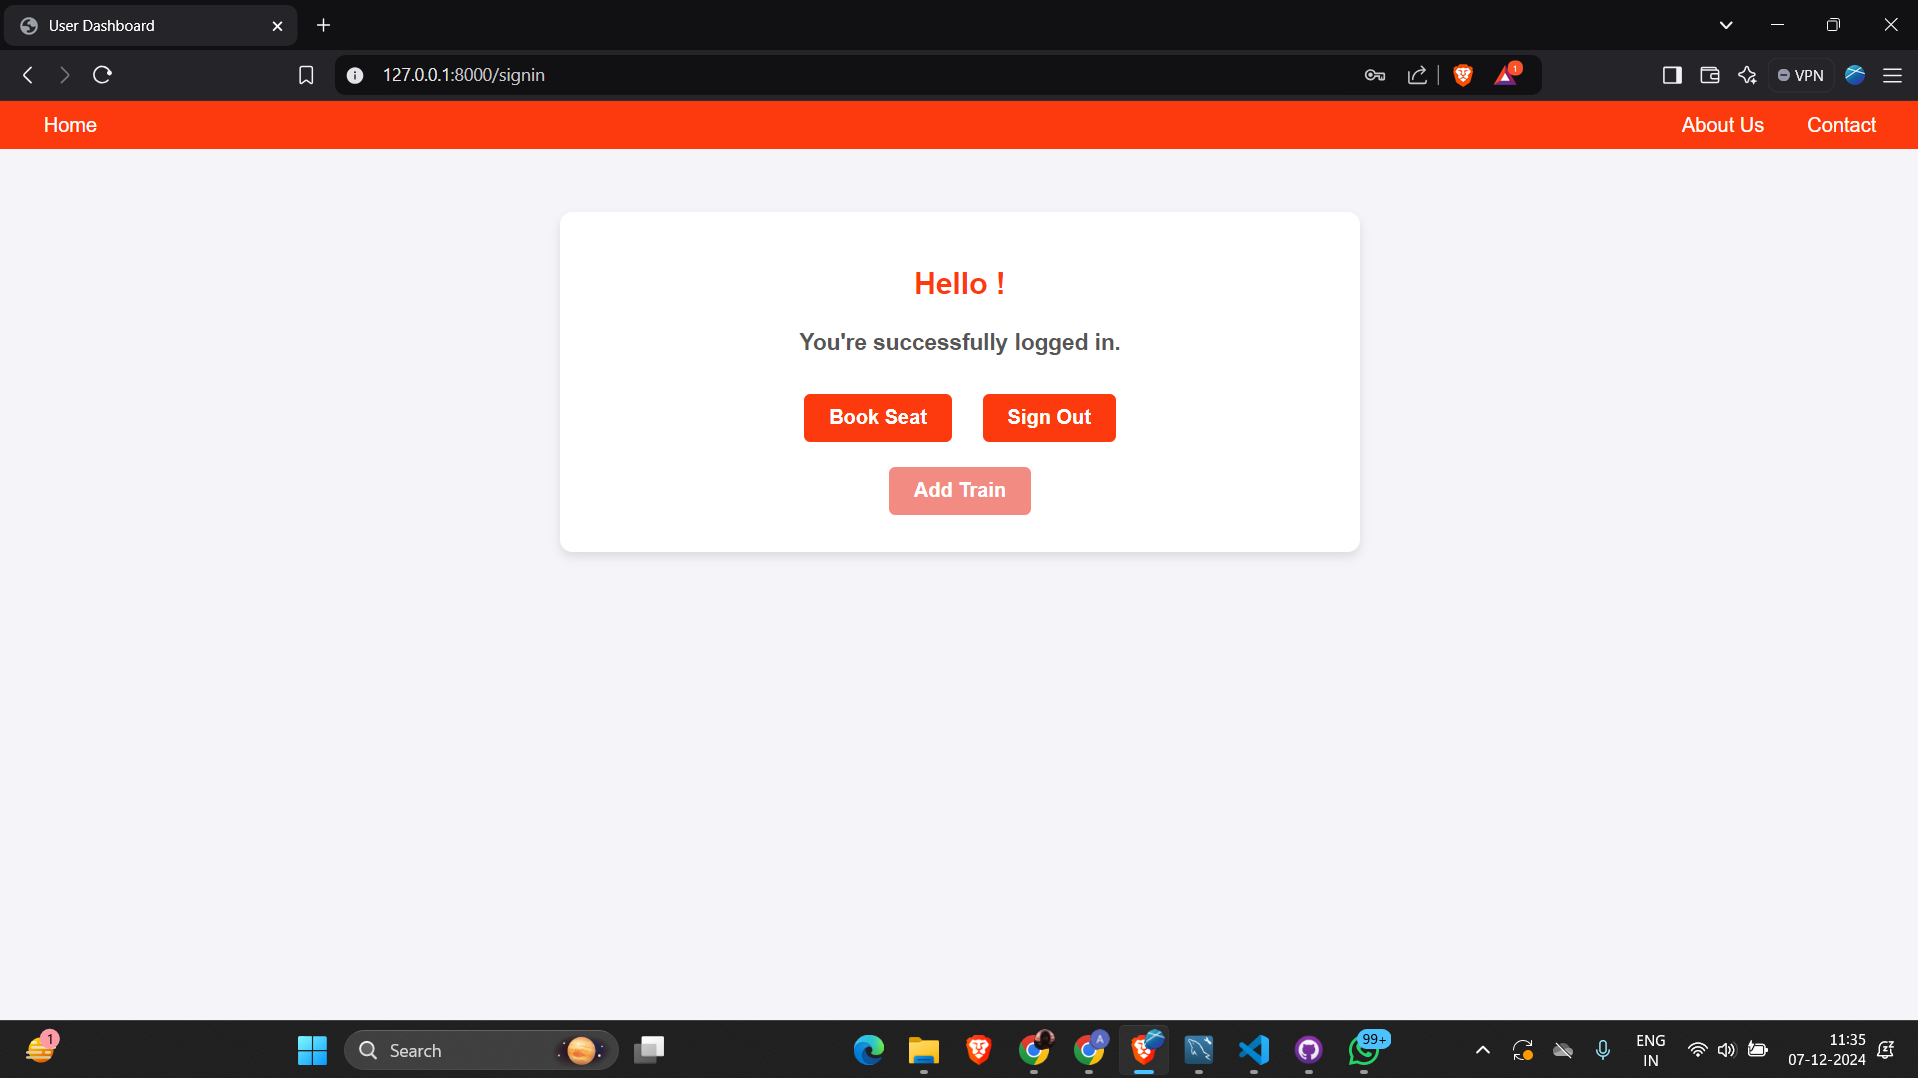 User Dashboard
127.0.0.1:8000/signin
1
VPN
Home
About Us
Contact
Hello !
You're successfully logged in.
Book Seat
Sign Out
Add Train
1
Search
A
99+
ENG
IN
11:35
07-12-2024